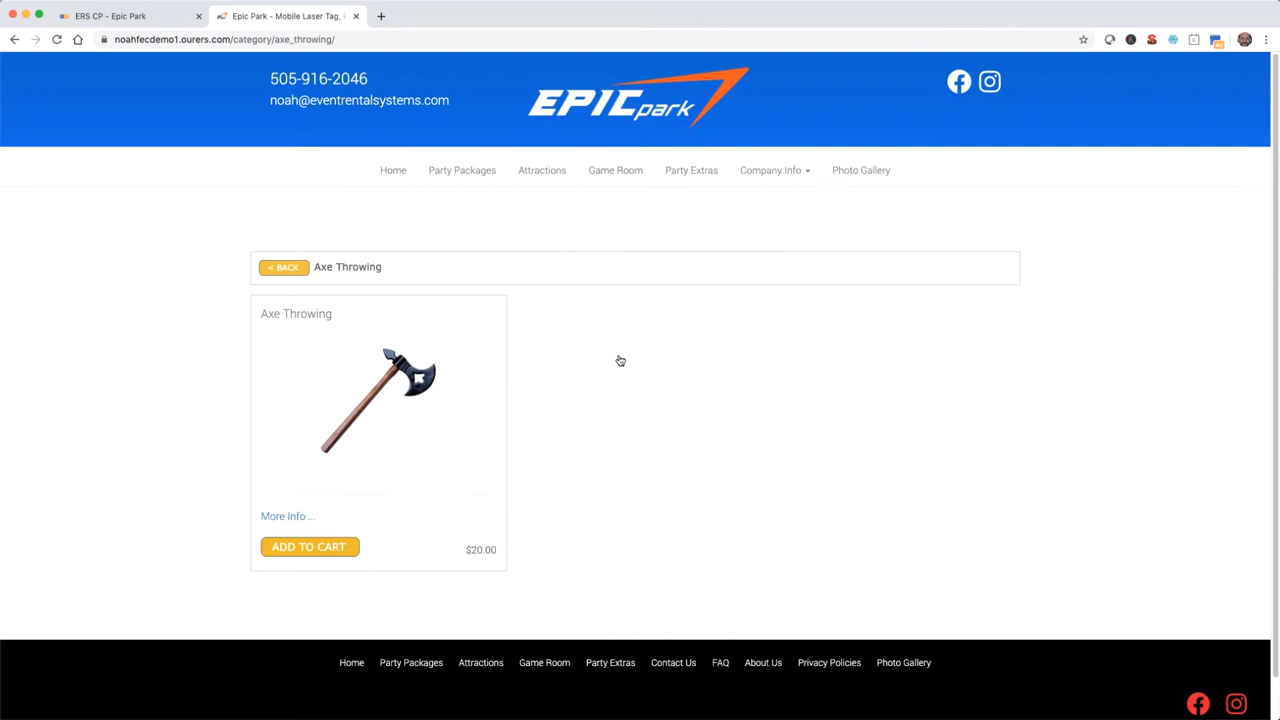 ERS CP - Epic Park
Epic Park - Mobile Laser Tag,
noahfecdemo1.ourers.com/category/axe_throwing/
505-916-2046
noah@eventrentalsystems.com
EPIC park
Home Party Packages Attractions Game Room Party Extras Company Info Photo Gallery
< BACK Axe Throwing
Axe Throwing
More Info ...
ADD TO CART $20.00
Home Party Packages Attractions Game Room Party Extras Contact Us FAQ About Us Privacy Policies Photo Gallery